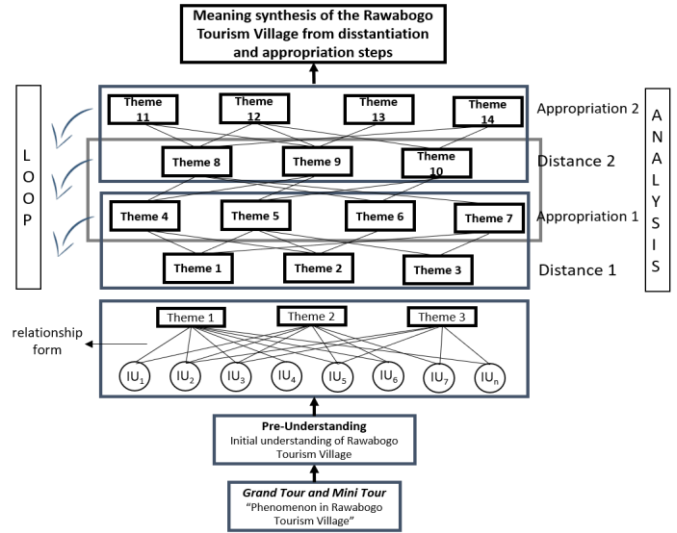 Meaning synthesis of the Rawabogo
Tourism Village from disstantiation
and appropriation steps
LOOP
ANALYSIS
Theme
11
Theme
12
Theme
13
Theme
14
Appropriation 2
Theme 8
Theme 9
Theme
10
Distance 2
Theme 4
Theme 5
Theme 6
Theme 7
Appropriation 1
Theme 1
Theme 2
Theme 3
Distance 1
Theme 1
Theme 2
Theme 3
relationship
form
IU1
IU2
IU3
IU4
IU5
IU6
IU7
IUn
Pre-Understanding
Initial understanding of Rawabogo
Tourism Village
Grand Tour and Mini Tour
“Phenomenon in Rawabogo
Tourism Village”